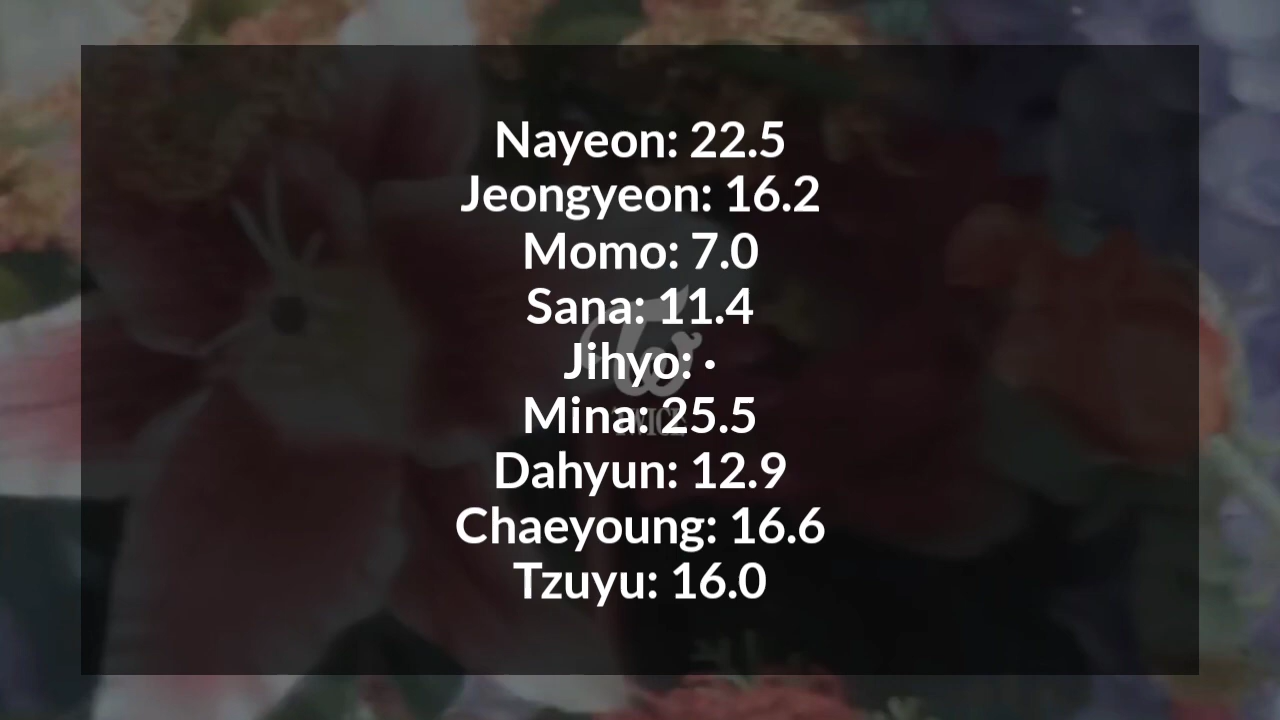 Nayeon: 22.5
Jeongyeon: 16.2
Momo: 7.0
Sana: 11.4
Jihyo: ·
Mina: 25.5
Dahyun: 12.9
Chaeyoung: 16.6
Tzuyu: 16.0
TWICE